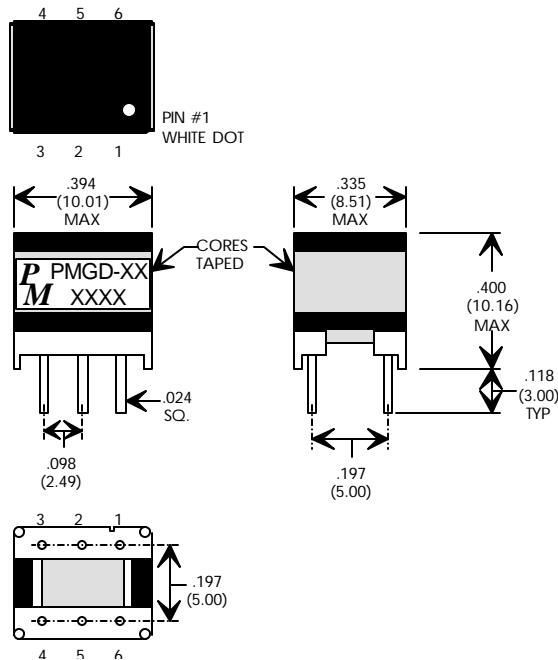 4 5 6
PIN #1
WHITE DOT
3 2 1
.394
(10.01)
MAX
.335
(8.51)
MAX
CORES
TAPED
PM PMGD-XX
XXXX
.400
(10.16)
MAX
.024
SQ.
.118
(3.00)
TYP
.098
(2.49)
.197
(5.00)
3 2 1
.197
(5.00)
4 5 6